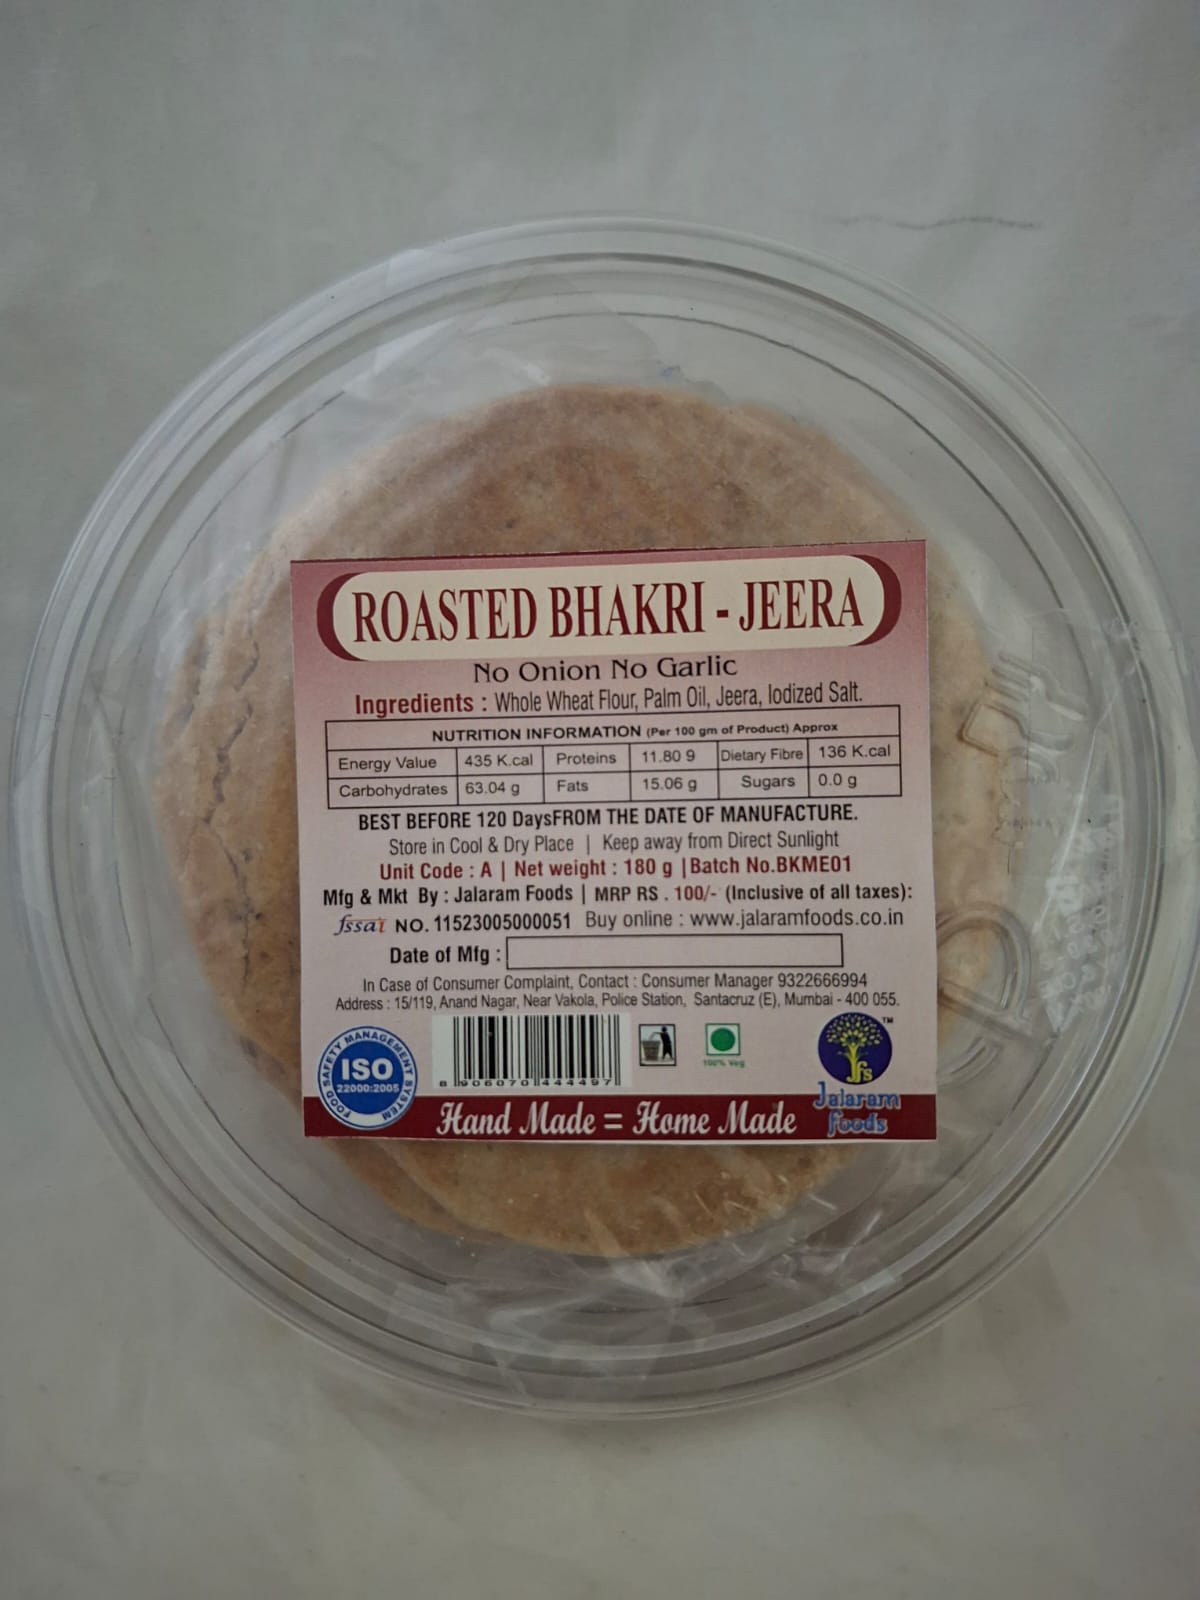 ROASTED BHAKRI - JEERA
No Onion No Garlic
Ingredients : Whole Wheat Flour, Palm Oil, Jeera, Iodized Salt.
NUTRITION INFORMATION (Per 100 gm of Product) Approx
Energy Value 435 K.cal Proteins 11.80 9 Dietary Fibre 136 K.cal
Carbohydrates 63.04 g Fats 15.06 g Sugars 0.0 g
BEST BEFORE 120 DaysFROM THE DATE OF MANUFACTURE.
Store in Cool & Dry Place | Keep away from Direct Sunlight
Unit Code : A | Net weight : 180 g |Batch No.BKME01
Mfg & Mkt By : Jalaram Foods | MRP RS . 100/- (Inclusive of all taxes):
fssai NO. 11523005000051 Buy online : www.jalaramfoods.co.in
Date of Mfg :
In Case of Consumer Complaint, Contact : Consumer Manager 9322666994
Address : 15/119, Anand Nagar, Near Vakola, Police Station, Santacruz (E), Mumbai - 400 055.
FOOD SAFETY MANAGEMENT SYSTEM
ISO
22000:2005
8 906070 444497
100% Veg
jfs
TM
Jalaram
foods
Hand Made = Home Made